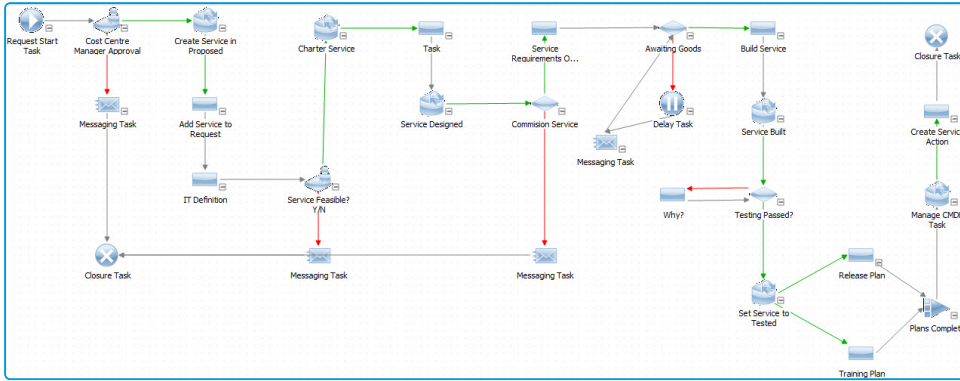 Request Start
Task
Cost Centre
Manager Approval
Create Service in
Proposed
Charter Service
Task
Service
Requirements O...
Awaiting Goods
Build Service
Closure Task
Messaging Task
Add Service to
Request
Service Designed
Commision Service
Delay Task
Messaging Task
Service Built
Create Servic
Action
IT Definition
Service Feasible?
Y/N
Why?
Testing Passed?
Manage CMD
Task
Closure Task
Messaging Task
Messaging Task
Release Plan
Set Service to
Tested
Plans Complet
Training Plan